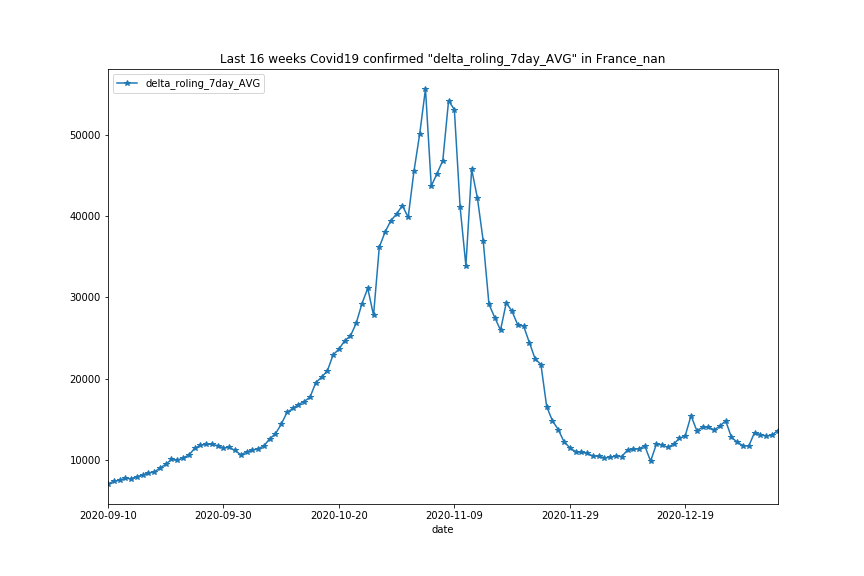 Last 16 weeks Covid19 confirmed "delta_roling_7day_AVG" in France_nan
delta_roling_7day_AVG
50000
40000
30000
20000
10000
2020-09-10 2020-09-30 2020-10-20 2020-11-09 2020-11-29 2020-12-19
date